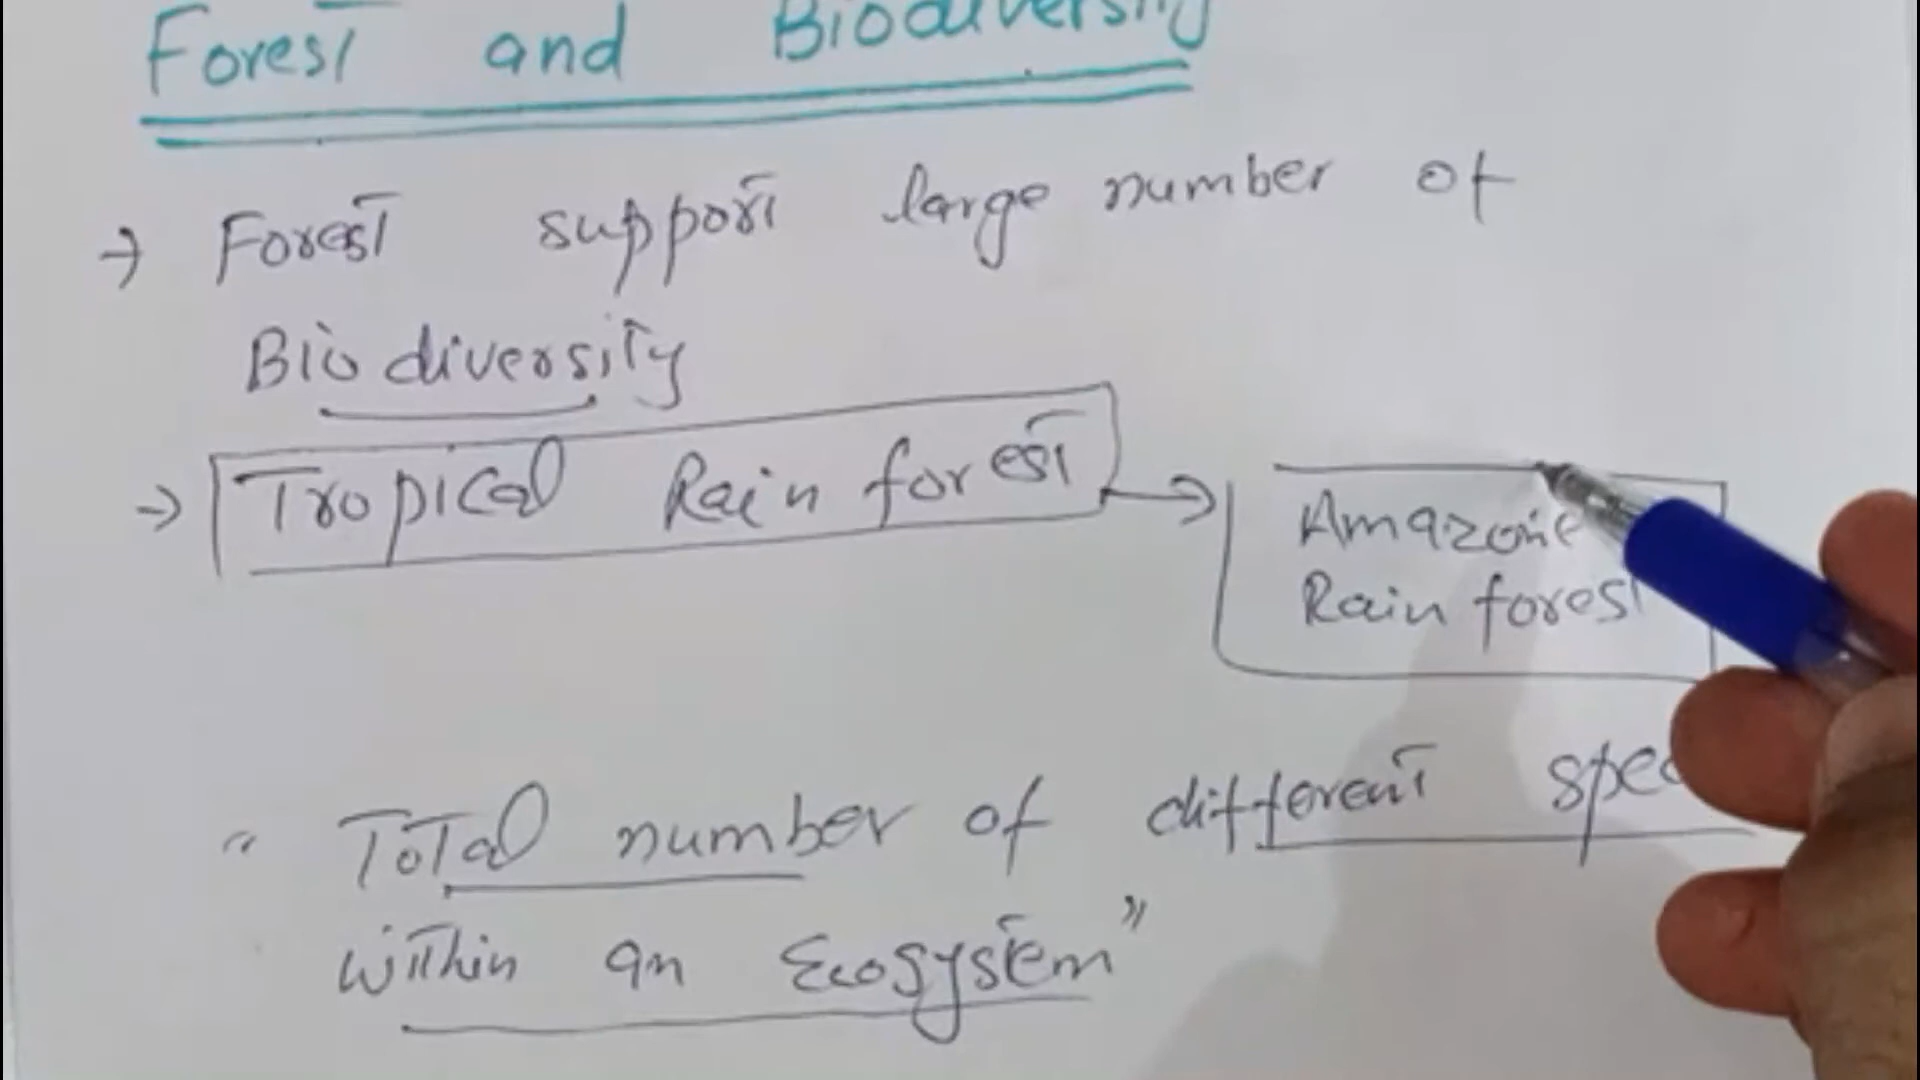 Forest and Biodiversity
→ Forest support large number of
Biodiversity
→ Tropical Rain forest →
Amazone
Rain forest
" Total number of different spec
within an Ecosystem"